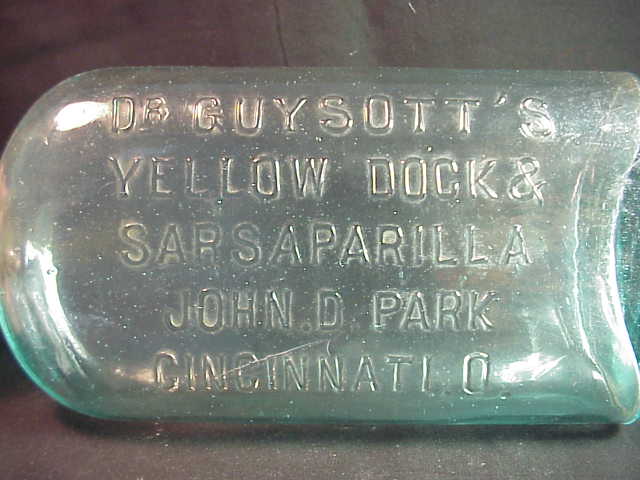 DR GUYSOTT'S
YELLOW DOCK &
SARSAPARILLA
JOHN. D. PARK
CINCINNATI. O.